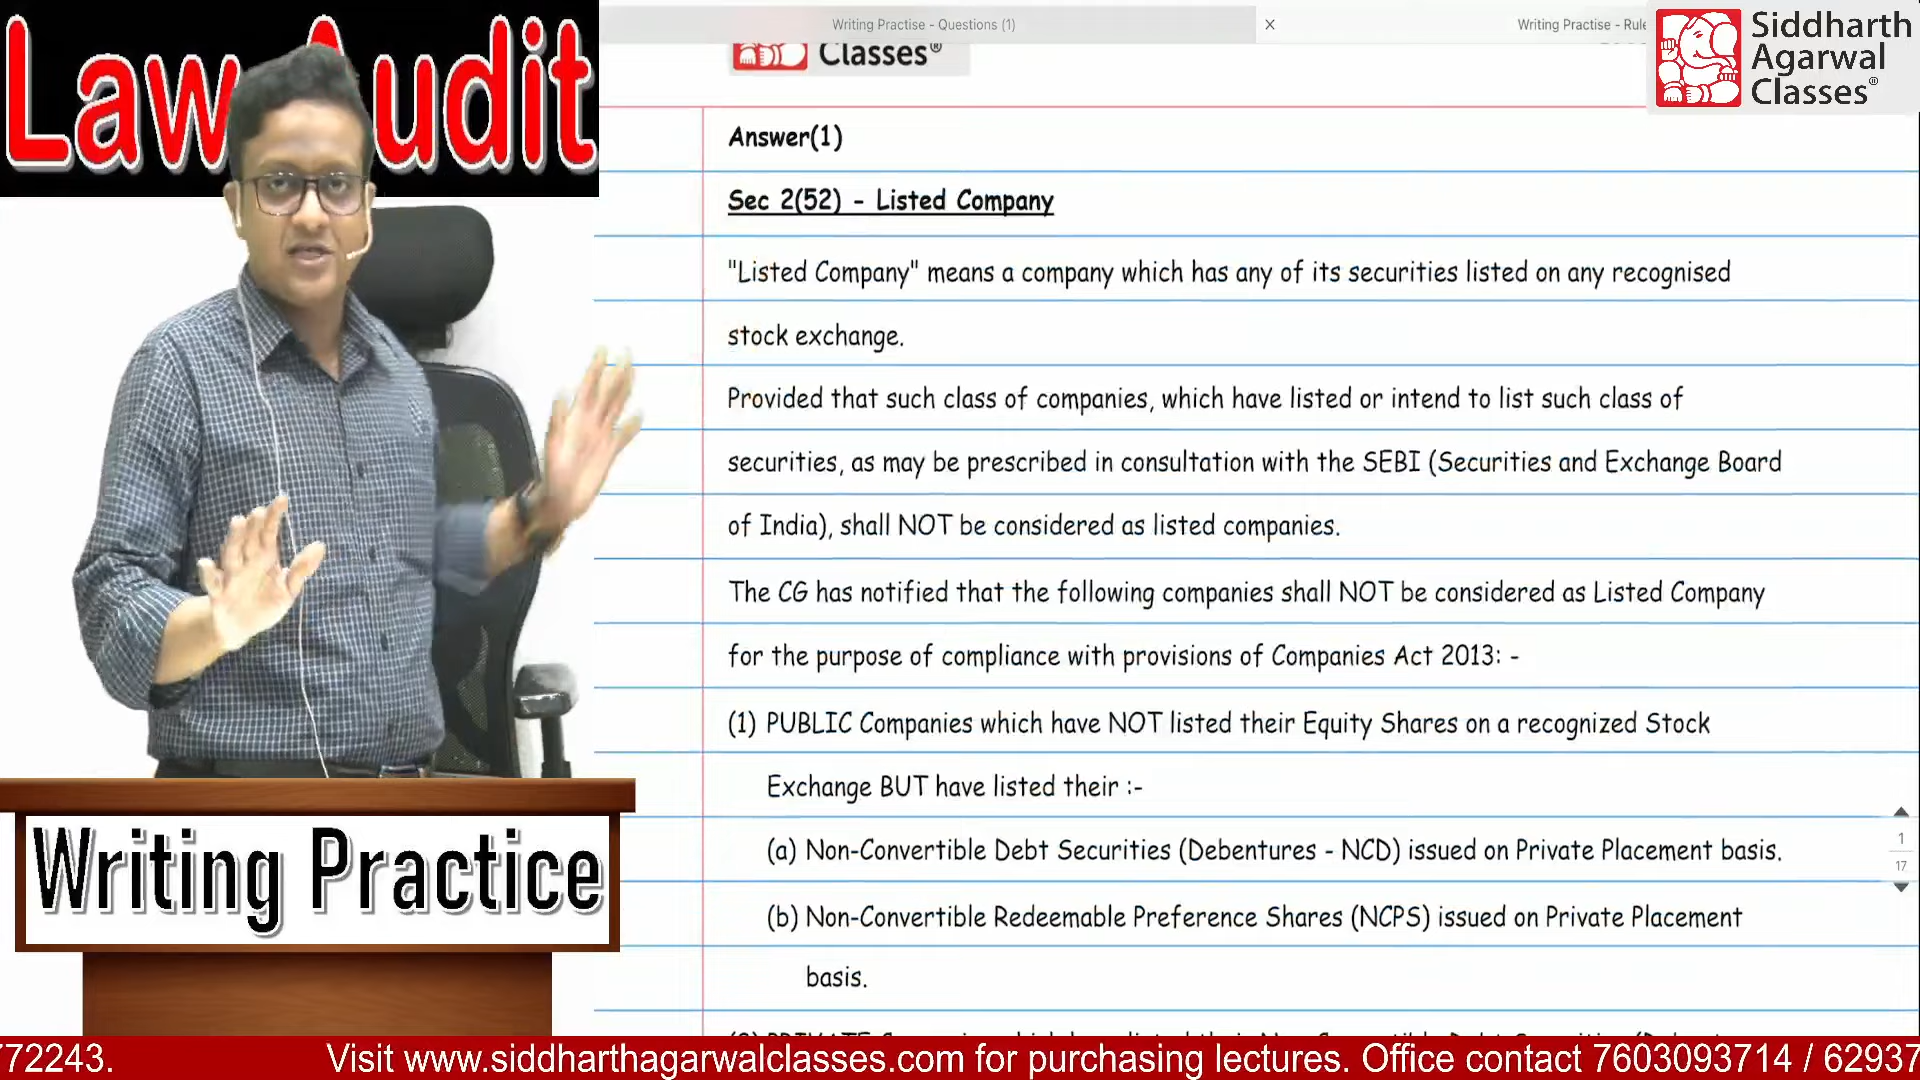 Law Audit
Writing Practise - Questions (1)
Writing Practise - Rule
Siddharth
Agarwal
Classes®
Classes®
Answer(1)
Sec 2(52) - Listed Company
"Listed Company" means a company which has any of its securities listed on any recognised
stock exchange.
Provided that such class of companies, which have listed or intend to list such class of
securities, as may be prescribed in consultation with the SEBI (Securities and Exchange Board
of India), shall NOT be considered as listed companies.
The CG has notified that the following companies shall NOT be considered as Listed Company
for the purpose of compliance with provisions of Companies Act 2013: -
(1) PUBLIC Companies which have NOT listed their Equity Shares on a recognized Stock
Exchange BUT have listed their :-
(a) Non-Convertible Debt Securities (Debentures - NCD) issued on Private Placement basis.
(b) Non-Convertible Redeemable Preference Shares (NCPS) issued on Private Placement
basis.
1
17
Writing Practice
772243. Visit www.siddharthagarwalclasses.com for purchasing lectures. Office contact 7603093714 / 62937